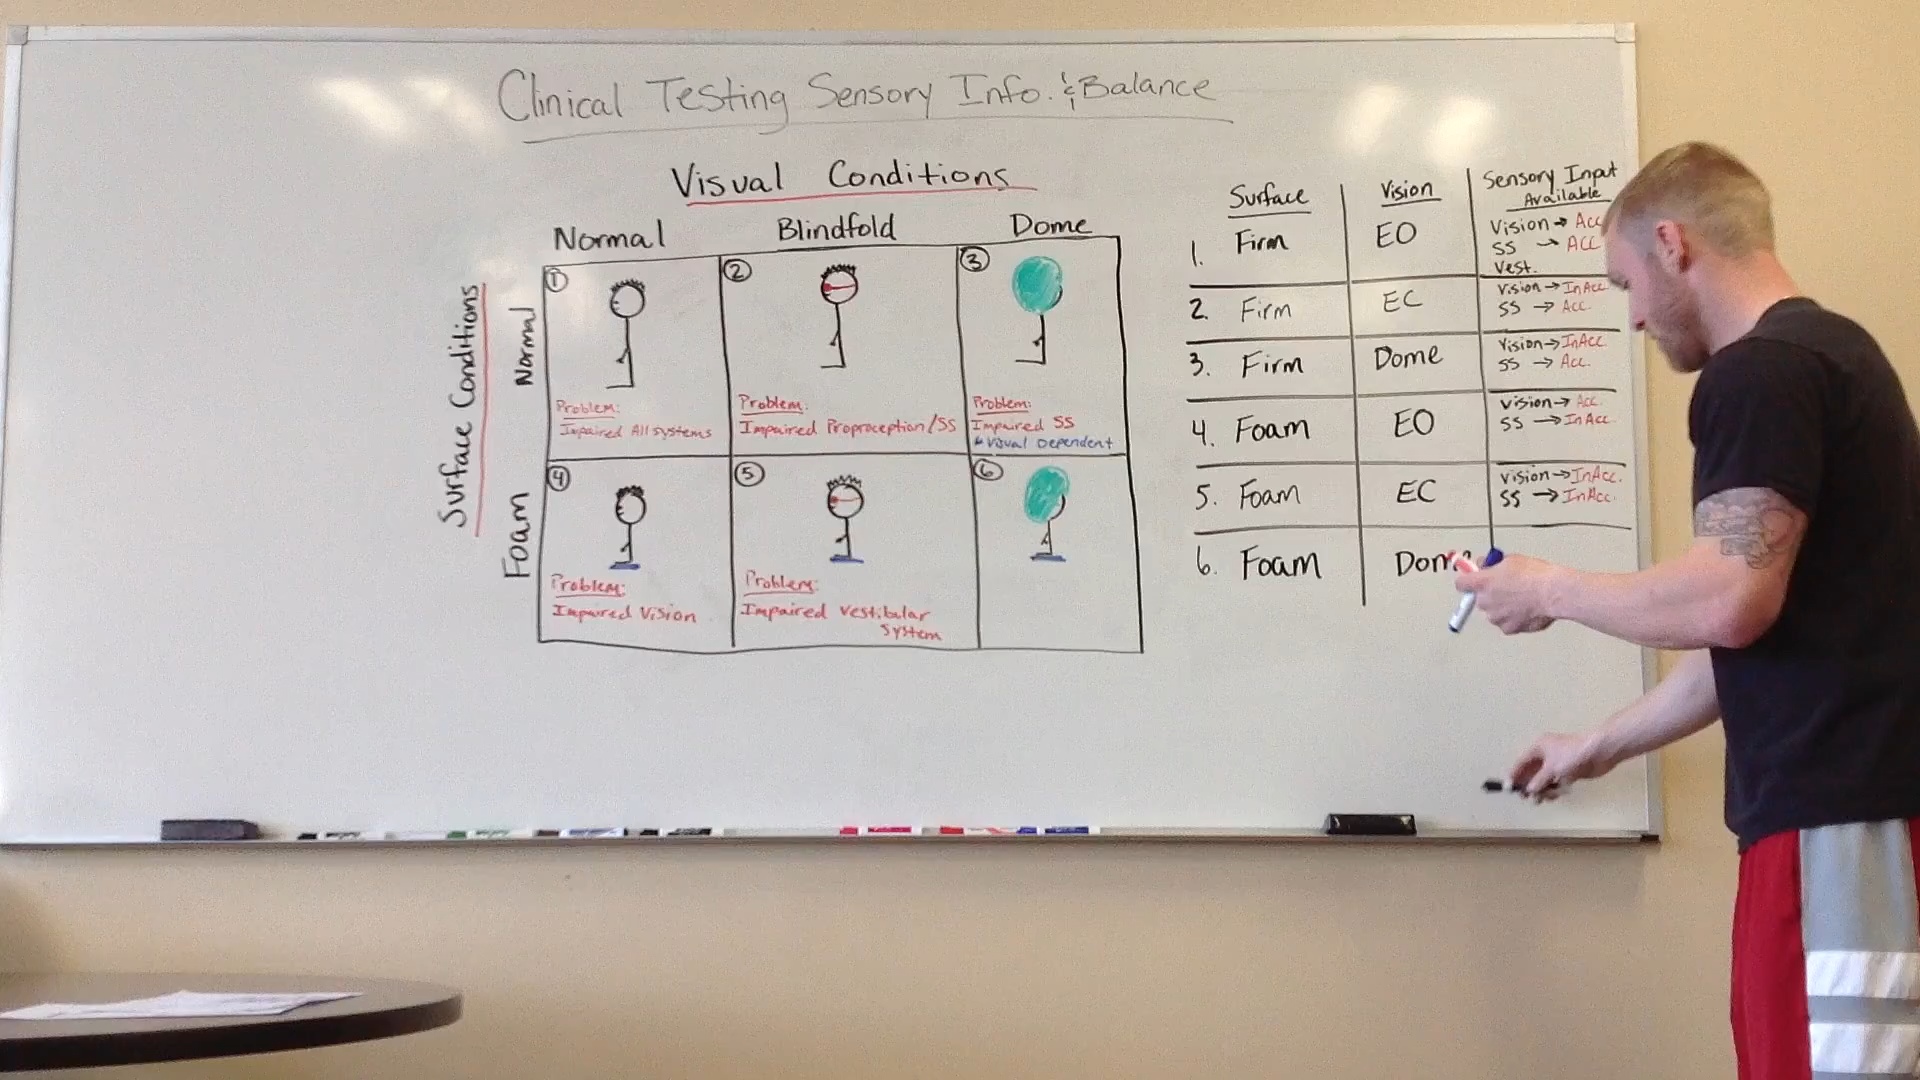 Clinical Testing Sensory Info. & Balance
Visual Conditions
Normal Blindfold Dome
Surface Conditions
Normal
Foam
1
Problem:
Impaired All systems
2
Problem:
Impaired Proproception/SS
3
Problem:
Impaired SS
Visual Dependent
4
Problem:
Impaired Vision
5
Problem:
Impaired Vestibular
System
6
Surface Vision Sensory Input
Available
1. Firm EO
Vision → Acc
SS → Acc
Vest.
2. Firm EC
Vision → InAcc
SS → Acc.
3. Firm Dome
Vision → InAcc.
SS → Acc.
4. Foam EO
Vision → Acc.
SS → InAcc.
5. Foam EC
Vision → InAcc.
SS → InAcc.
6. Foam Dome